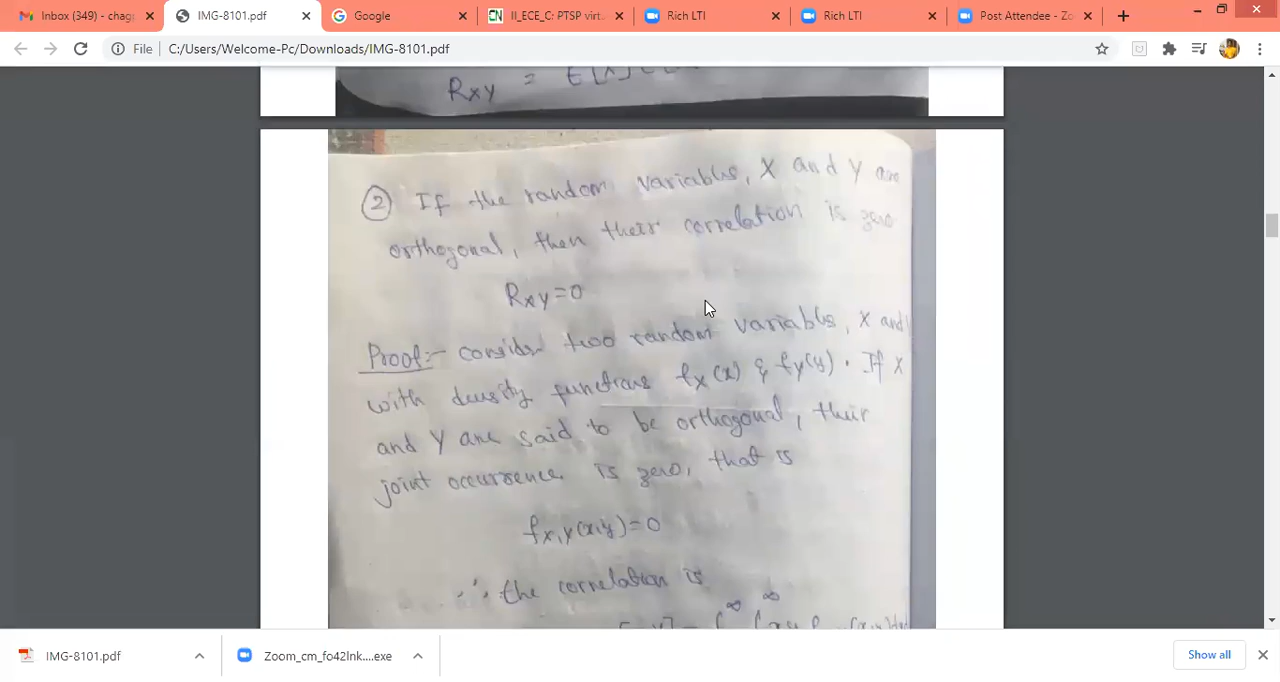 Inbox (349) - chag
IMG-8101.pdf
Google
II_ECE_C: PTSP virtu
Rich LTI
Rich LTI
Post Attendee - Zo
File
C:/Users/Welcome-Pc/Downloads/IMG-8101.pdf
RXY = E[X]
2 If the random variables, X and Y are
orthogonal, then their correlation is zero
RXY=0
Proof:- consider two random variables, X and
with density functions fX(x) & fY(y). If X
and Y are said to be orthogonal, their
joint occurrence is zero, that is
fX,Y(x,y)=0
∴ the correlation is
∞ ∞
IMG-8101.pdf
Zoom_cm_fo42lnk....exe
Show all